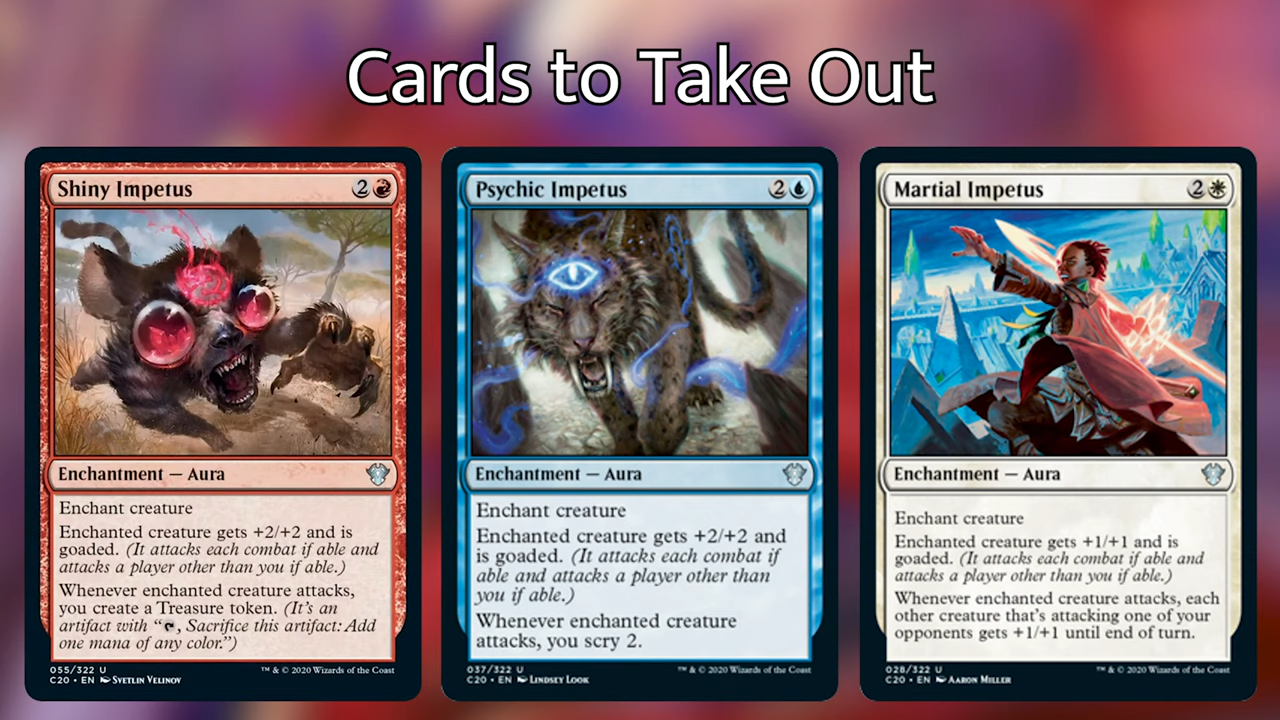 Cards to Take Out
Shiny Impetus 2
Enchantment — Aura
Enchant creature
Enchanted creature gets +2/+2 and is
goaded. (It attacks each combat if able and
attacks a player other than you if able.)
Whenever enchanted creature attacks,
you create a Treasure token. (It's an
artifact with “, Sacrifice this artifact: Add
one mana of any color.”)
055/322 U
C20 • EN Svetlin Velinov
™ & © 2020 Wizards of the Coast
Psychic Impetus 2
Enchantment — Aura
Enchant creature
Enchanted creature gets +2/+2 and
is goaded. (It attacks each combat if
able and attacks a player other than
you if able.)
Whenever enchanted creature
attacks, you scry 2.
037/322 U
C20 • EN Lindsey Look
™ & © 2020 Wizards of the Coast
Martial Impetus 2
Enchantment — Aura
Enchant creature
Enchanted creature gets +1/+1 and is
goaded. (It attacks each combat if able and
attacks a player other than you if able.)
Whenever enchanted creature attacks, each
other creature that's attacking one of your
opponents gets +1/+1 until end of turn.
028/322 U
C20 • EN Aaron Miller
™ & © 2020 Wizards of the Coast